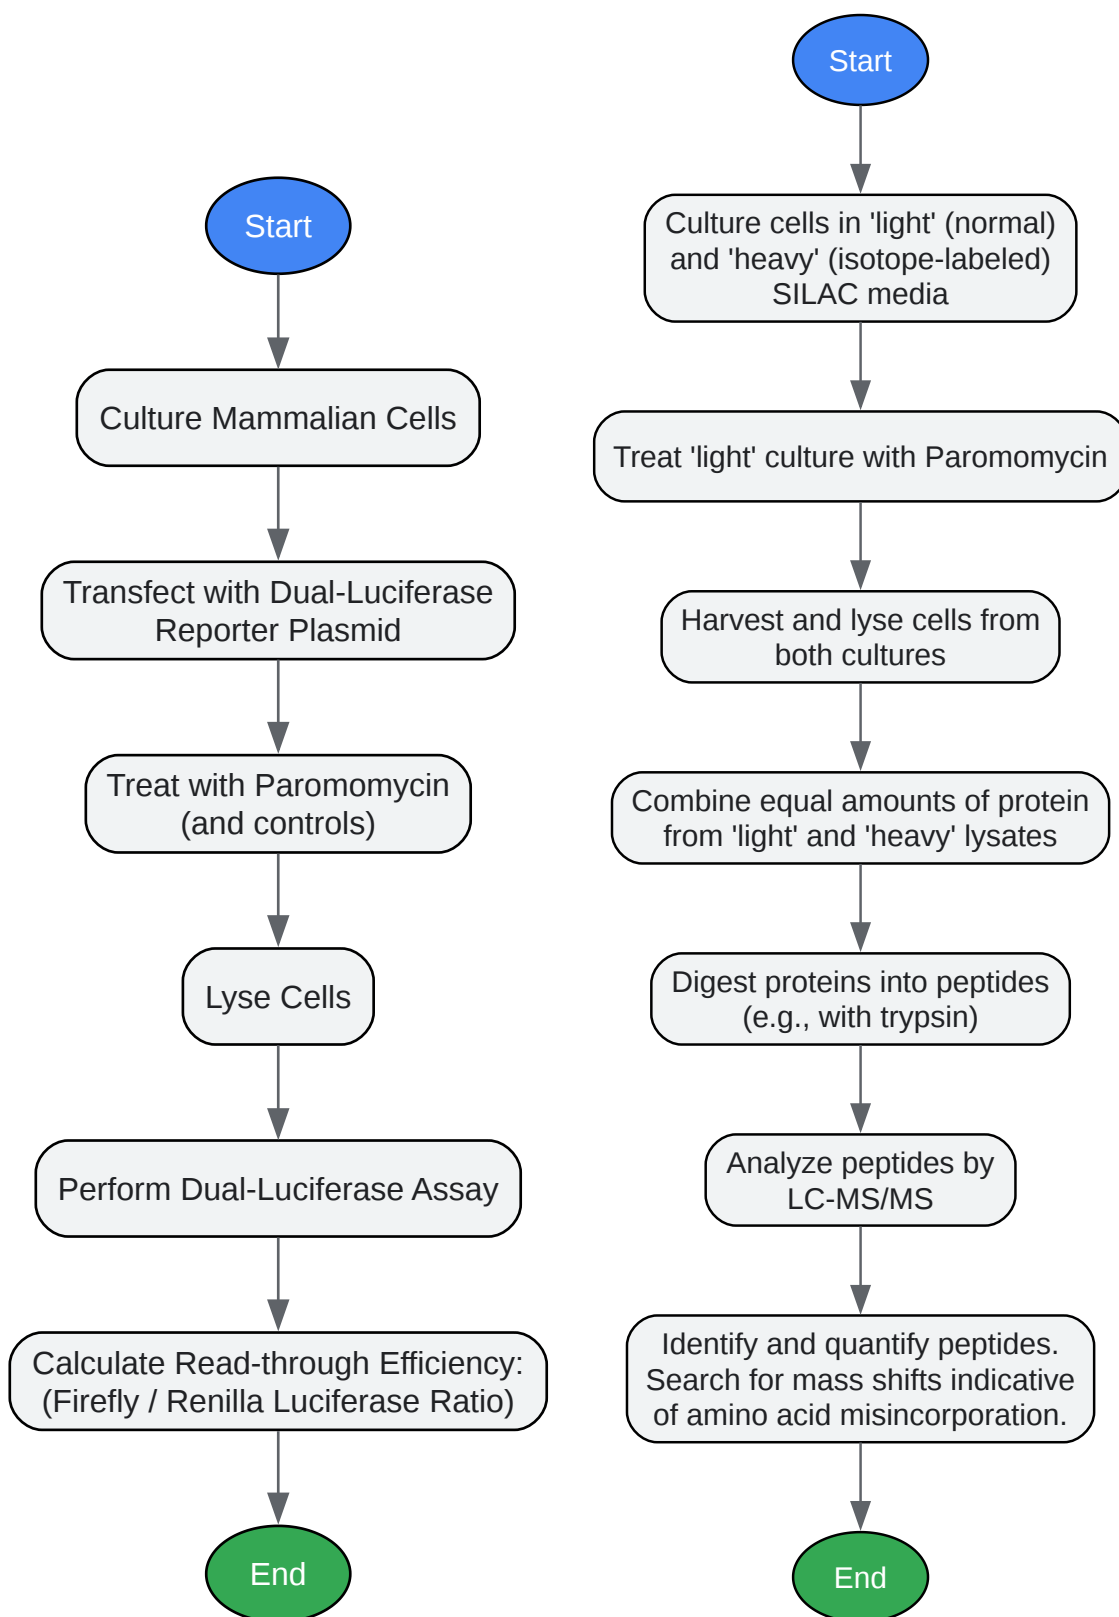 Start
Culture Mammalian Cells
Transfect with Dual-Luciferase
Reporter Plasmid
Treat with Paromomycin
(and controls)
Lyse Cells
Perform Dual-Luciferase Assay
Calculate Read-through Efficiency:
(Firefly / Renilla Luciferase Ratio)
End
Start
Culture cells in 'light' (normal)
and 'heavy' (isotope-labeled)
SILAC media
Treat 'light' culture with Paromomycin
Harvest and lyse cells from
both cultures
Combine equal amounts of protein
from 'light' and 'heavy' lysates
Digest proteins into peptides
(e.g., with trypsin)
Analyze peptides by
LC-MS/MS
Identify and quantify peptides.
Search for mass shifts indicative
of amino acid misincorporation.
End